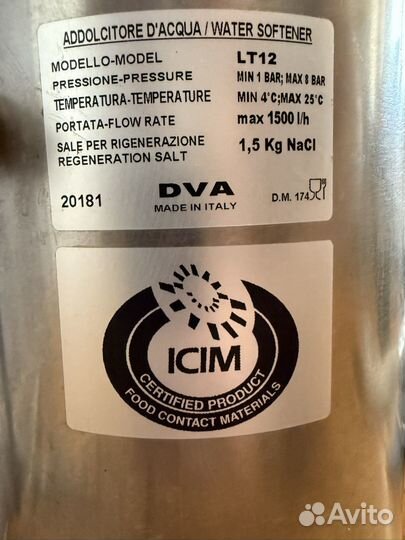 ADDOLCITORE D'ACQUA / WATER SOFTENER
MODELLO-MODEL LT12
PRESSIONE-PRESSURE MIN 1 BAR; MAX 8 BAR
TEMPERATURA-TEMPERATURE MIN 4°C;MAX 25°C
PORTATA-FLOW RATE max 1500 l/h
SALE PER RIGENERAZIONE
REGENERATION SALT 1,5 Kg NaCl
20181 DVA D.M. 174
MADE IN ITALY
ICIM
CERTIFIED PRODUCT
FOOD CONTACT MATERIALS
Avito